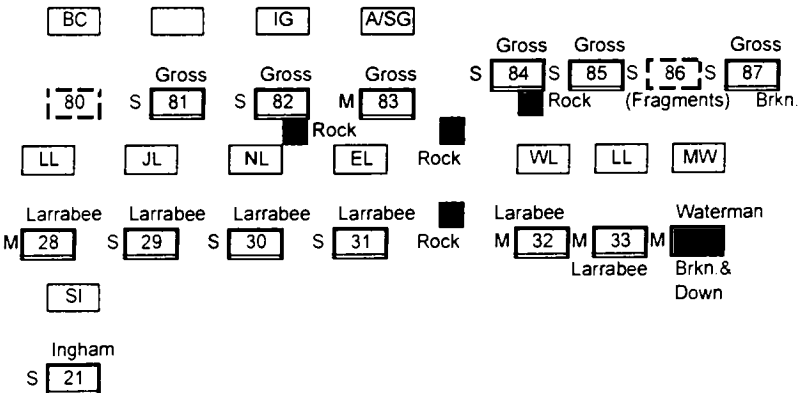 BC IG A/SG
Gross Gross Gross
S 84 S 85 S 86 S 87
Rock (Fragments) Brkn.
Gross Gross Gross
80 S 81 S 82 M 83
Rock
LL JL NL EL Rock WL LL MW
Larrabee Larrabee Larrabee Larrabee Larabee Waterman
M 28 S 29 S 30 S 31 Rock M 32 M 33 M
Larrabee Brkn. &
Down
SI
Ingham
S 21